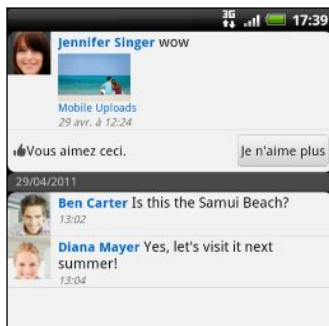 3G 17:39
Jennifer Singer wow
Mobile Uploads
29 avr. à 12:24
Vous aimez ceci.
Je n'aime plus
29/04/2011
Ben Carter Is this the Samui Beach?
13:02
Diana Mayer Yes, let's visit it next
summer!
13:04